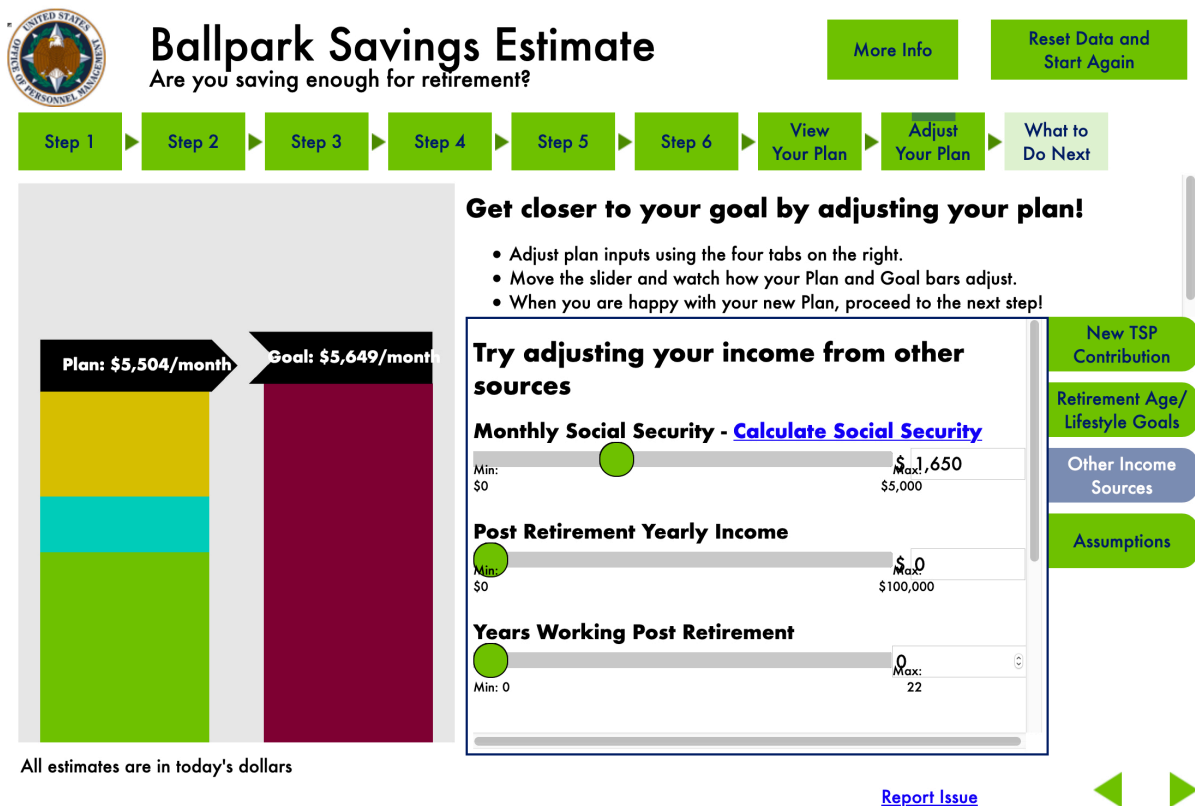 UNITED STATES
OFFICE OF PERSONNEL MANAGEMENT
Ballpark Savings Estimate
Are you saving enough for retirement?
More Info
Reset Data and
Start Again
Step 1
Step 2
Step 3
Step 4
Step 5
Step 6
View
Your Plan
Adjust
Your Plan
What to
Do Next
Plan: $5,504/month
Goal: $5,649/month
All estimates are in today's dollars
Get closer to your goal by adjusting your plan!
• Adjust plan inputs using the four tabs on the right.
• Move the slider and watch how your Plan and Goal bars adjust.
• When you are happy with your new Plan, proceed to the next step!
Try adjusting your income from other
sources
Monthly Social Security - Calculate Social Security
$ 1,650
Min:
$0
Max:
$5,000
Post Retirement Yearly Income
$ 0
Min:
$0
Max:
$100,000
Years Working Post Retirement
0
Min: 0
Max:
22
New TSP
Contribution
Retirement Age/
Lifestyle Goals
Other Income
Sources
Assumptions
Report Issue